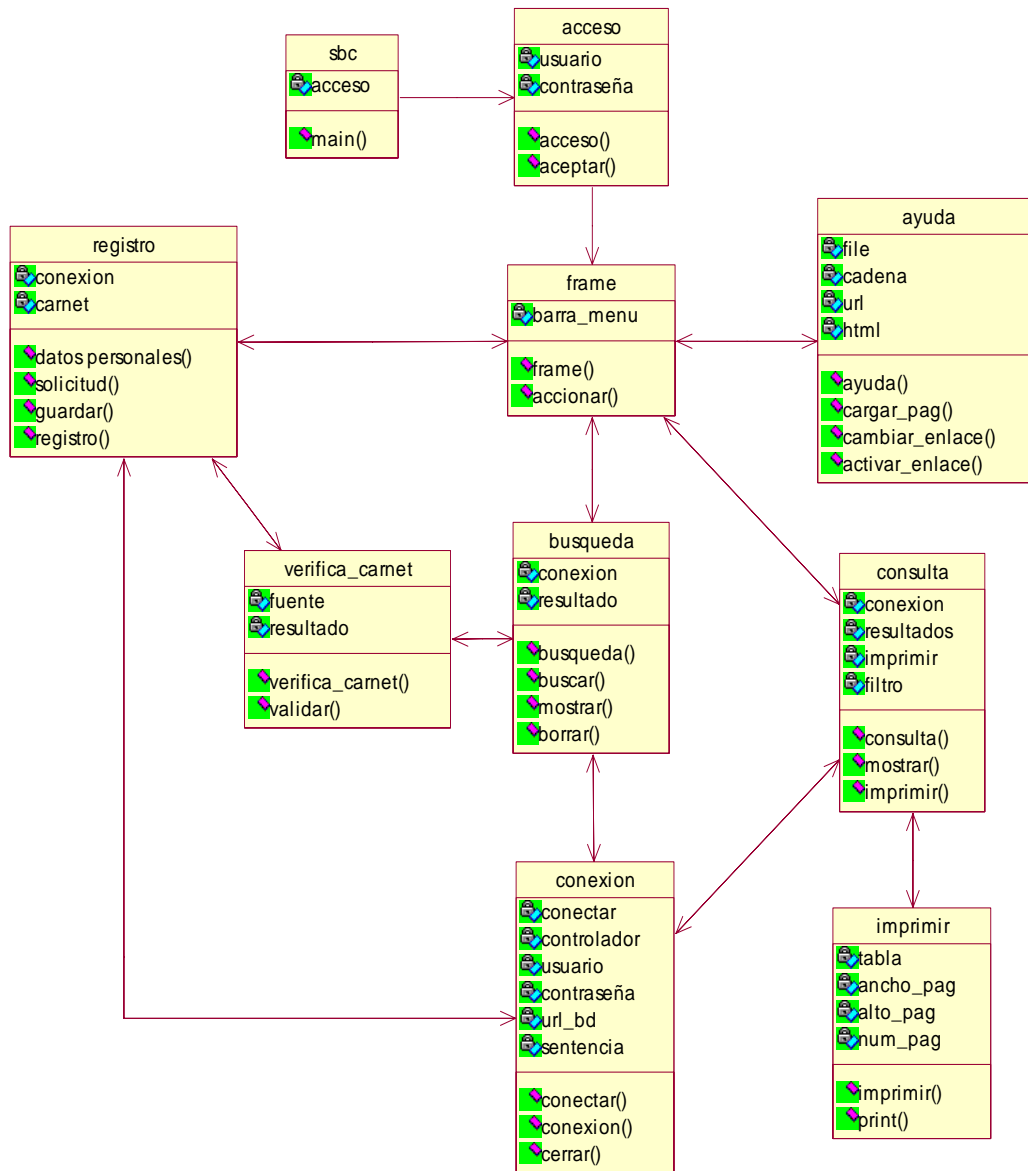 sbc
acceso
main()
acceso
usuario
contraseña
acceso()
aceptar()
registro
conexion
carnet
datos personales()
solicitud()
guardar()
registro()
frame
barra_menu
frame()
accionar()
ayuda
file
cadena
url
html
ayuda()
cargar_pag()
cambiar_enlace()
activar_enlace()
verifica_carnet
fuente
resultado
verifica_carnet()
validar()
busqueda
conexion
resultado
busqueda()
buscar()
mostrar()
borrar()
consulta
conexion
resultados
imprimir
filtro
consulta()
mostrar()
imprimir()
conexion
conectar
controlador
usuario
contraseña
url_bd
sentencia
conectar()
conexion()
cerrar()
imprimir
tabla
ancho_pag
alto_pag
num_pag
imprimir()
print()